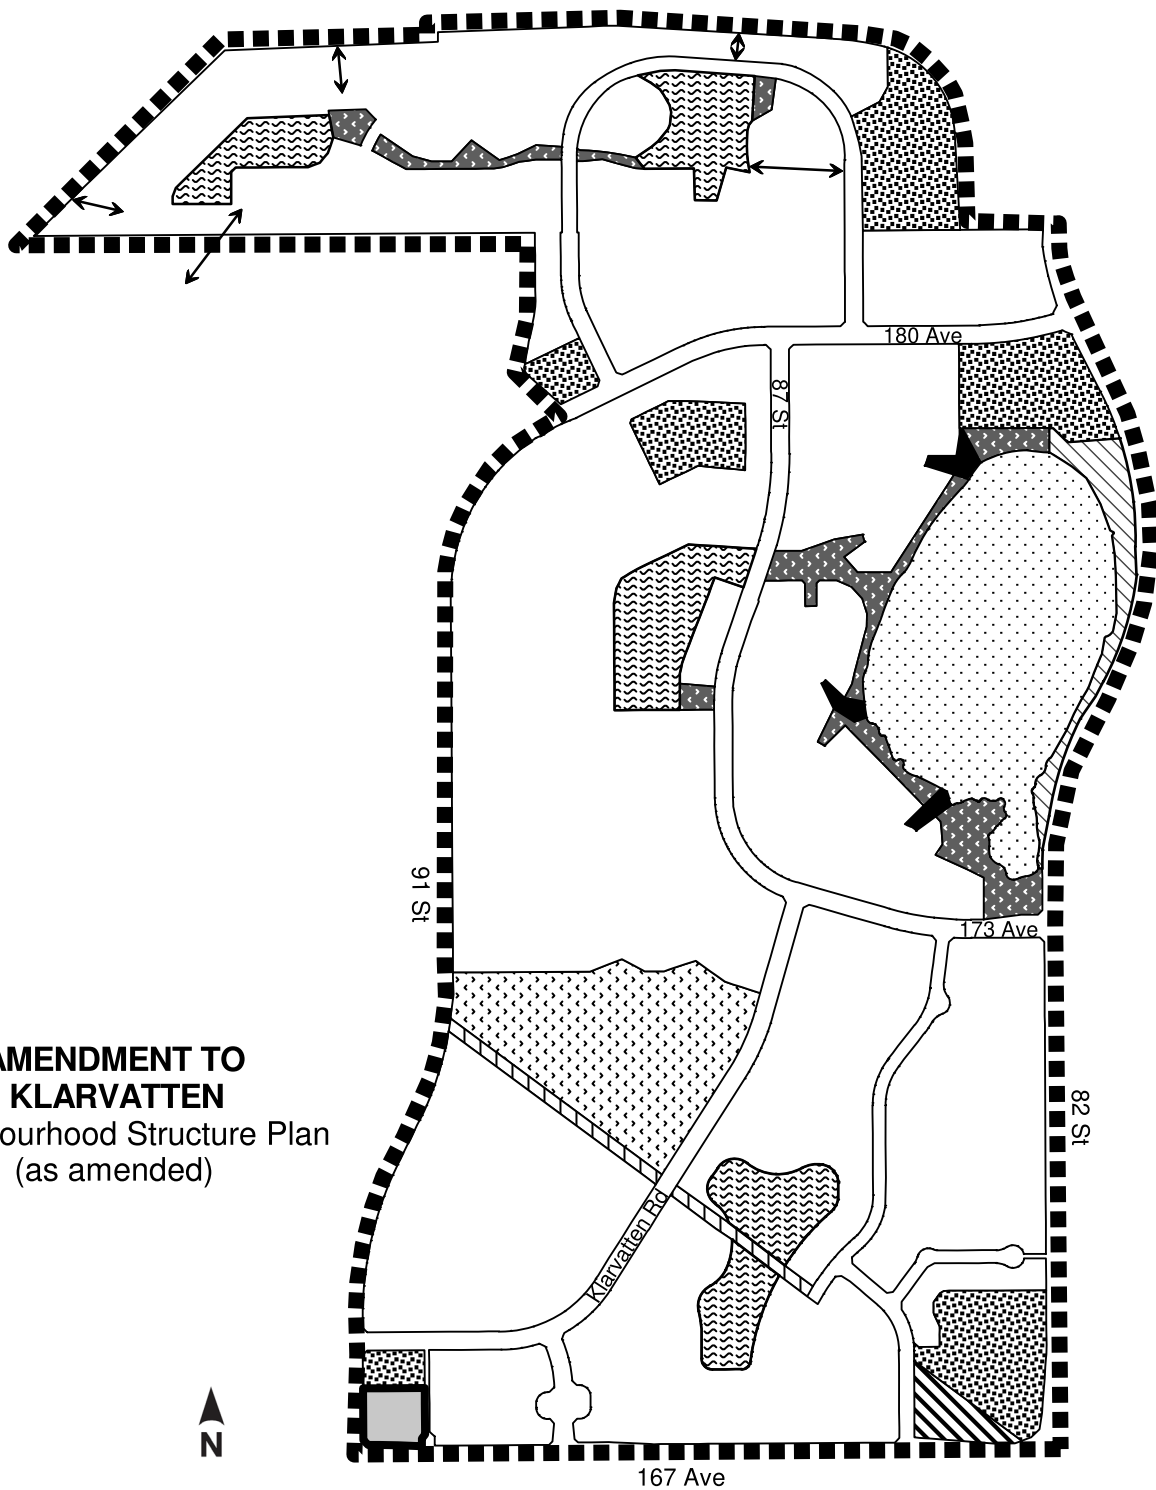 180 Ave
87 St
91 St
173 Ave
AMENDMENT TO
KLARVATTEN
ourhood Structure Plan
(as amended)
82 St
Klarvatten Rd
N
167 Ave